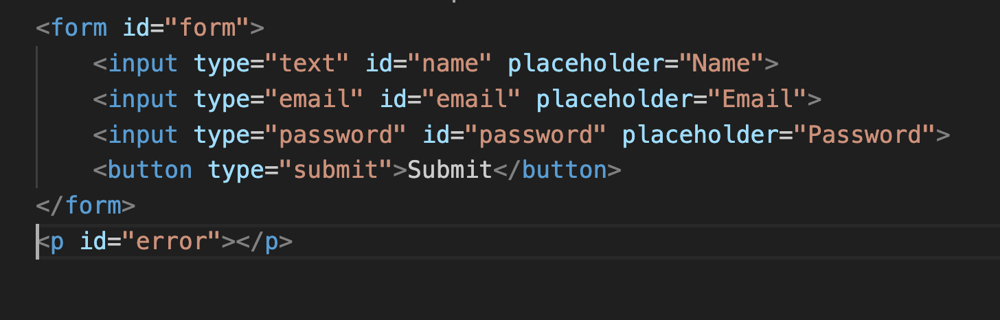 <form id="form">
    <input type="text" id="name" placeholder="Name">
    <input type="email" id="email" placeholder="Email">
    <input type="password" id="password" placeholder="Password">
    <button type="submit">Submit</button>
</form>
<p id="error"></p>